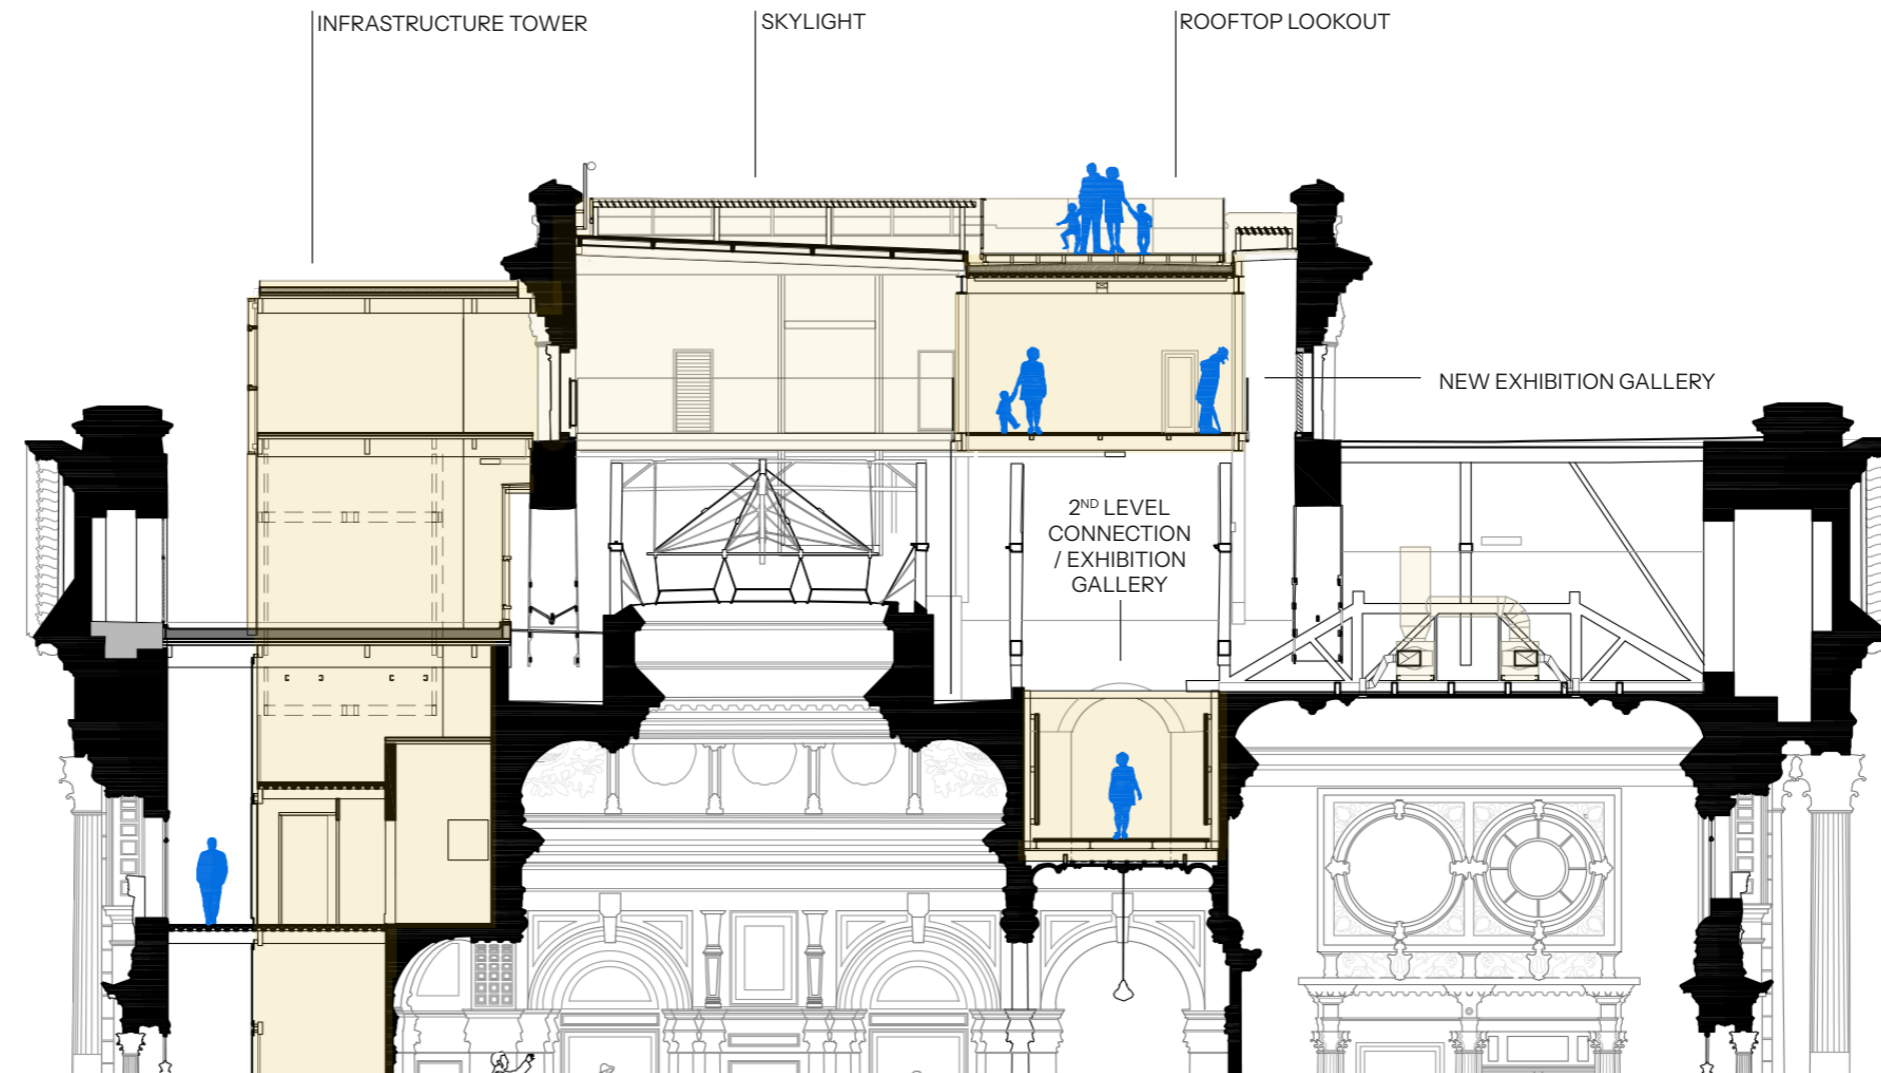 INFRASTRUCTURE TOWER
SKYLIGHT
ROOFTOP LOOKOUT
NEW EXHIBITION GALLERY
2ND LEVEL
CONNECTION
/ EXHIBITION
GALLERY